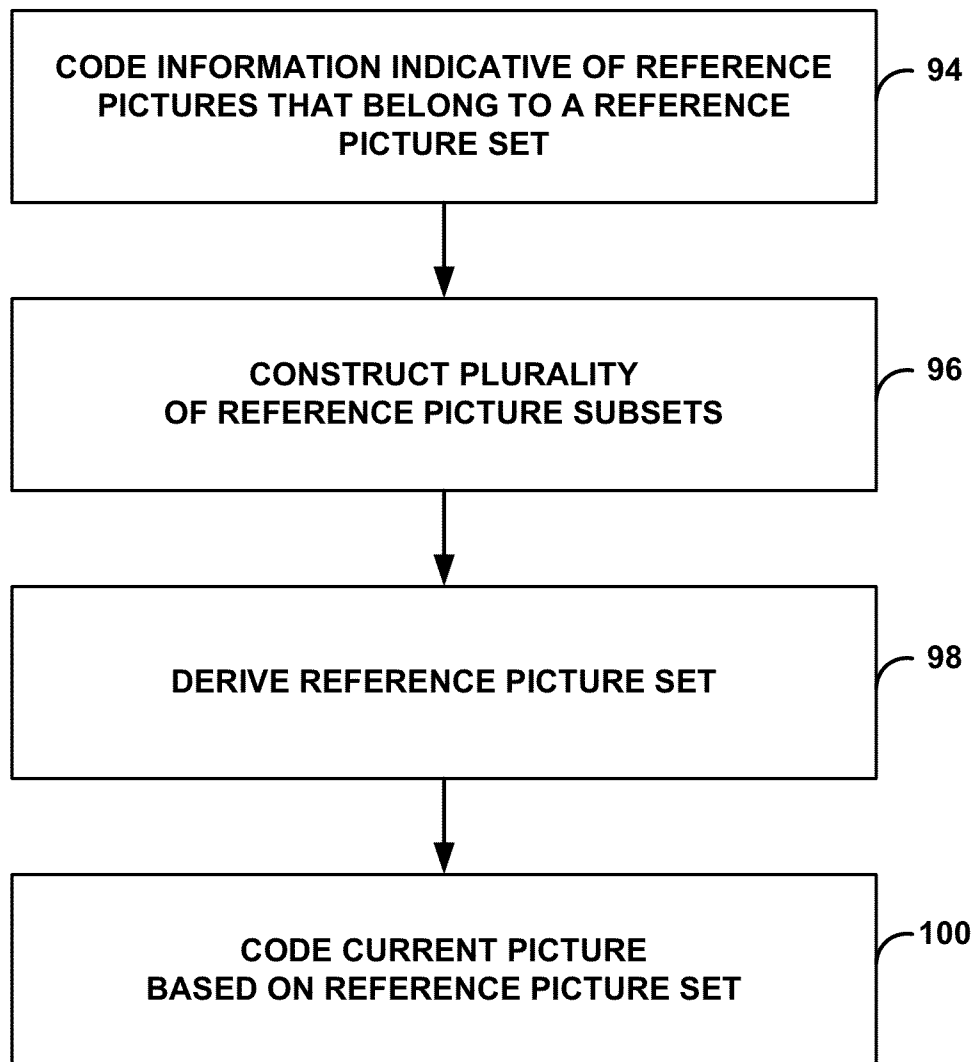 CODE INFORMATION INDICATIVE OF REFERENCE
PICTURES THAT BELONG TO A REFERENCE
PICTURE SET
94
CONSTRUCT PLURALITY
OF REFERENCE PICTURE SUBSETS
96
DERIVE REFERENCE PICTURE SET
98
CODE CURRENT PICTURE
BASED ON REFERENCE PICTURE SET
100